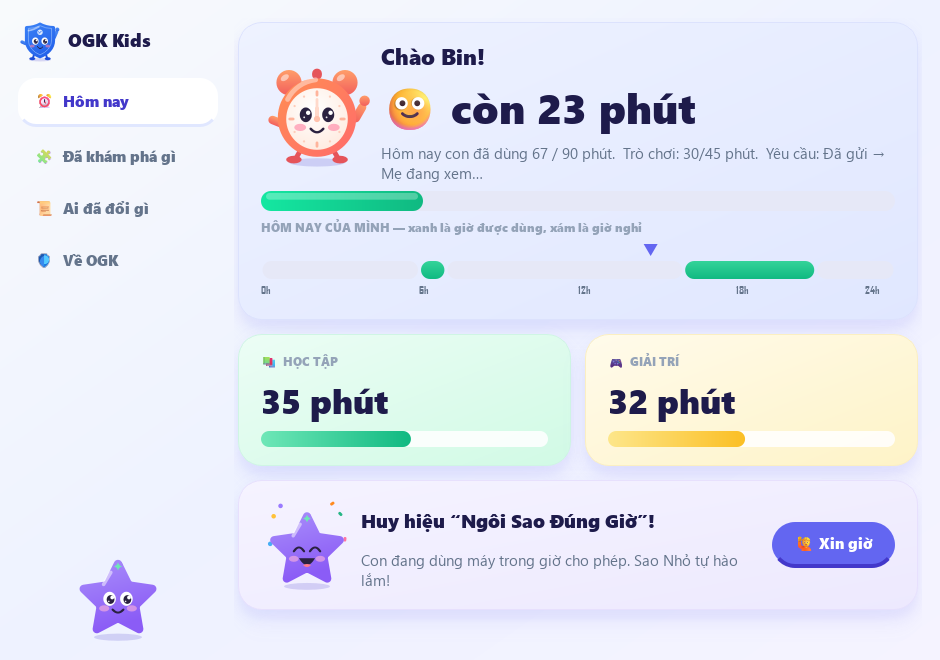 OGK Kids
Hôm nay
Đã khám phá gì
Ai đã đổi gì
Về OGK
Chào Bin!
còn 23 phút
Hôm nay con đã dùng 67 / 90 phút.  Trò chơi: 30/45 phút.  Yêu cầu: Đã gửi →
Mẹ đang xem...
HÔM NAY CỦA MÌNH — xanh là giờ được dùng, xám là giờ nghỉ
0h 6h 12h 18h 24h
HỌC TẬP
35 phút
GIẢI TRÍ
32 phút
Huy hiệu “Ngôi Sao Đúng Giờ”!
Con đang dùng máy trong giờ cho phép. Sao Nhỏ tự hào
lắm!
Xin giờ